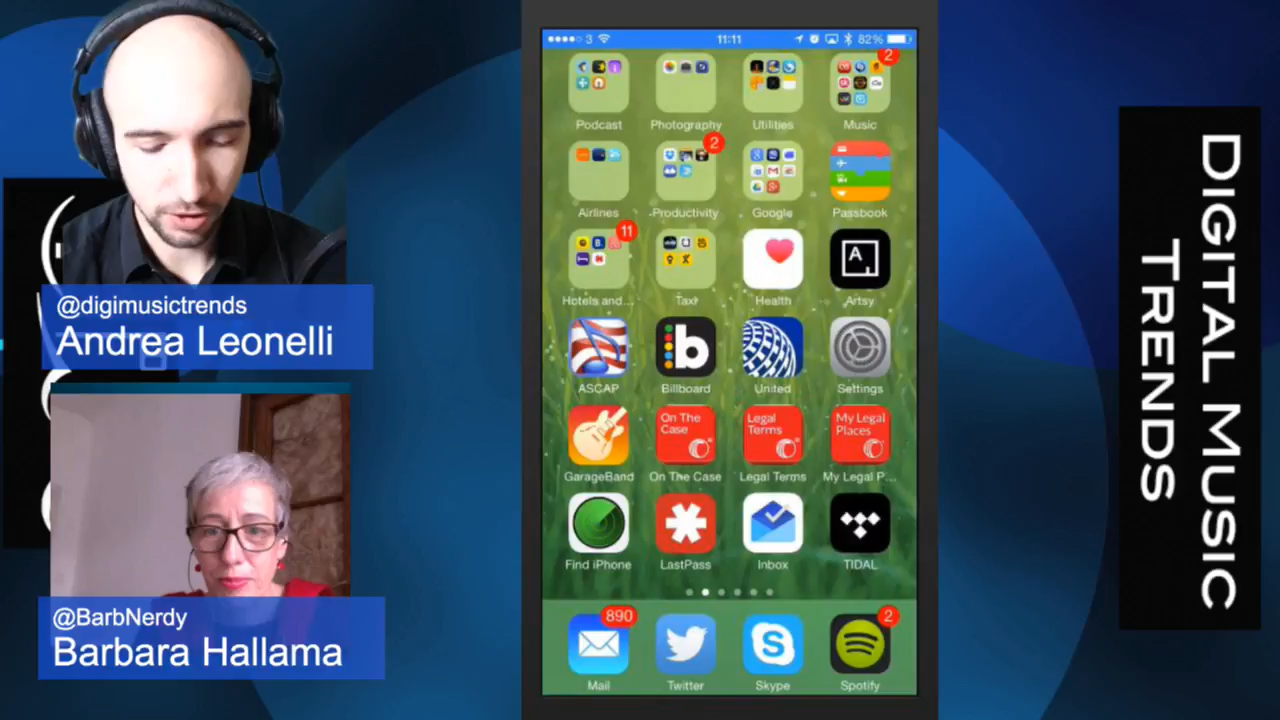 @digimusictrends
Andrea Leonelli
@BarbNerdy
Barbara Hallama
3 11:11 82%
2
Podcast Photography Utilities Music
2
Airlines Productivity Google Passbook
11
A
Hotels and... Taxi Health Artsy
b
ASCAP Billboard United Settings
On The Case
Legal Terms
My Legal Places
GarageBand On The Case Legal Terms My Legal P...
Find iPhone LastPass Inbox TIDAL
890 2
Mail Twitter Skype Spotify
DIGITAL MUSIC
TRENDS